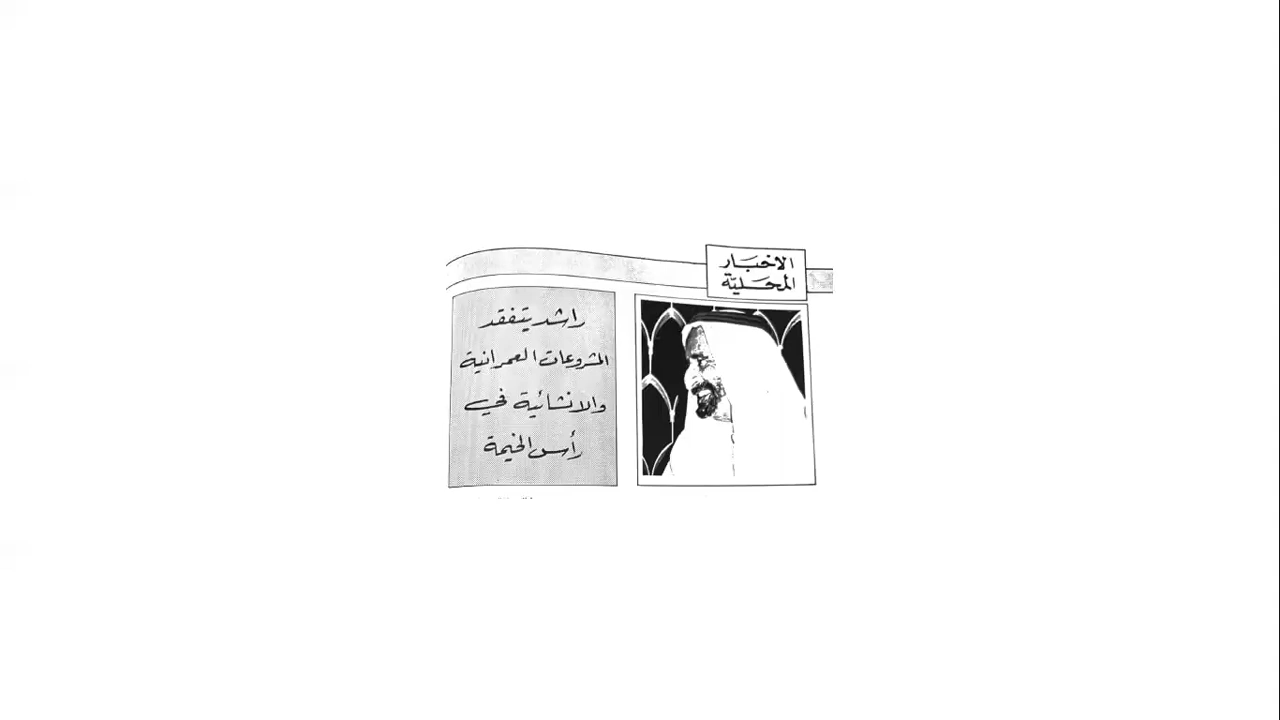 الاخبار
المحلية
راشد يتفقد
المشروعات العمرانية
والانشائية في
رأس الخيمة